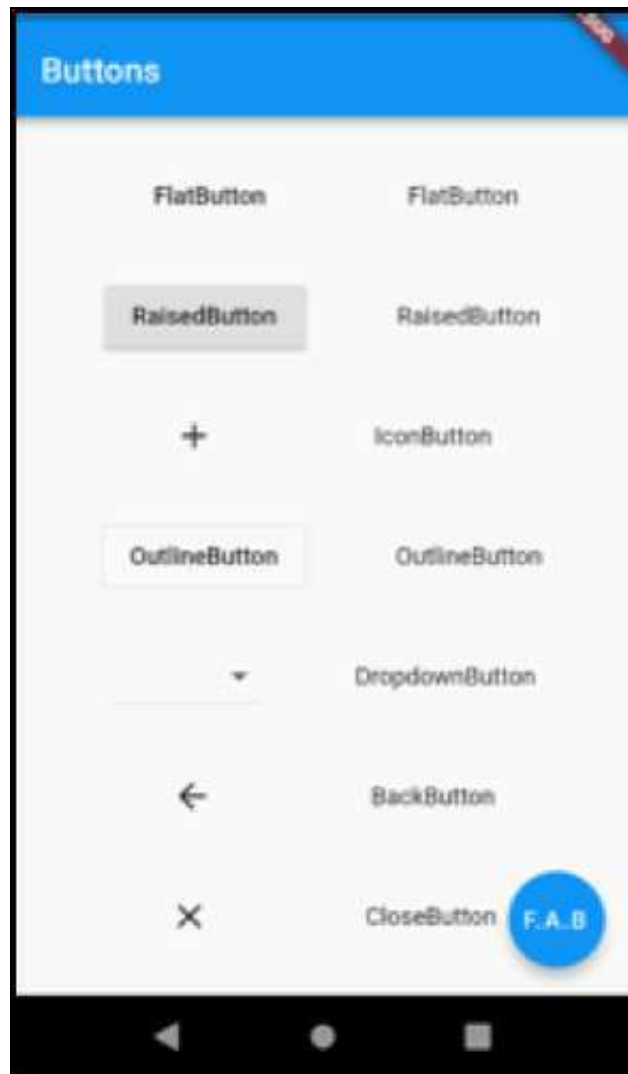 Buttons
FlatButton FlatButton
RaisedButton RaisedButton
IconButton
OutlineButton OutlineButton
DropdownButton
BackButton
CloseButton F.A.B